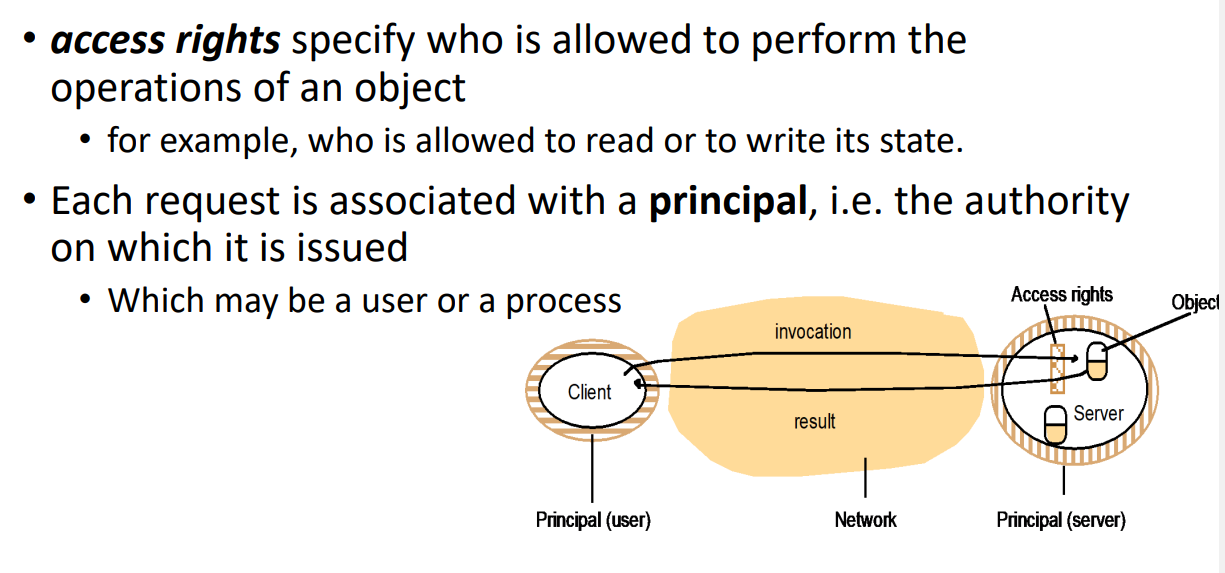 • access rights specify who is allowed to perform the
operations of an object
• for example, who is allowed to read or to write its state.
• Each request is associated with a principal, i.e. the authority
on which it is issued
• Which may be a user or a process
Access rights
Object
invocation
Client
result
Server
Principal (user)
Network
Principal (server)